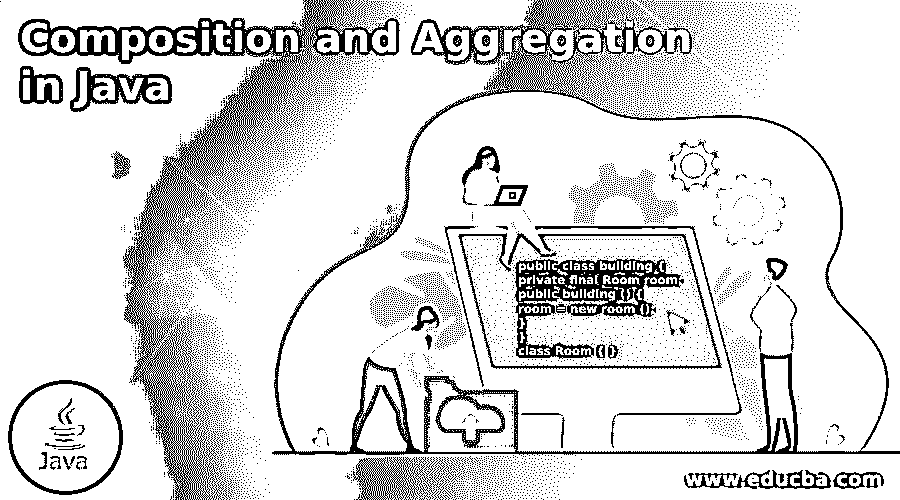 Composition and Aggregation
in Java
public class building {
private final Room room;
public building () {
room = new room ();
}
}
class Room { }
Java
www.educba.com